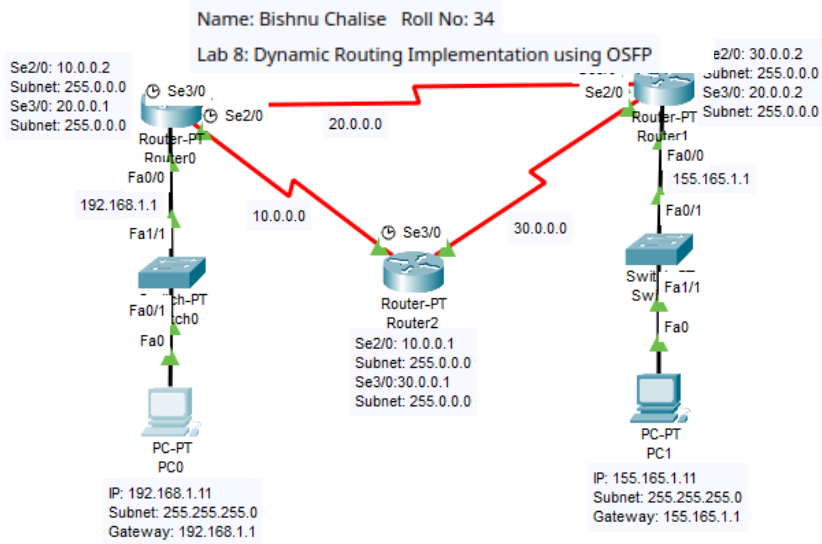 Name: Bishnu Chalise Roll No: 34
Lab 8: Dynamic Routing Implementation using OSFP
Se2/0: 10.0.0.2
Subnet: 255.0.0.0
Se3/0: 20.0.0.1
Subnet: 255.0.0.0
Se3/0
Se2/0
Router-PT
Router0
20.0.0.0
Se2/0
e2/0: 30.0.0.2
Subnet: 255.0.0.0
Se3/0: 20.0.0.2
Subnet: 255.0.0.0
Router-PT
Router1
Fa0/0
192.168.1.1
Fa1/1
10.0.0.0
30.0.0.0
Fa0/0
155.165.1.1
Fa0/1
Se3/0
Router-PT
Router2
Se2/0: 10.0.0.1
Subnet: 255.0.0.0
Se3/0:30.0.0.1
Subnet: 255.0.0.0
ch-PT
Fa0/1
ch0
Fa0
Swit
Sw
Fa1/1
Fa0
PC-PT
PC0
IP: 192.168.1.11
Subnet: 255.255.255.0
Gateway: 192.168.1.1
PC-PT
PC1
IP: 155.165.1.11
Subnet: 255.255.255.0
Gateway: 155.165.1.1